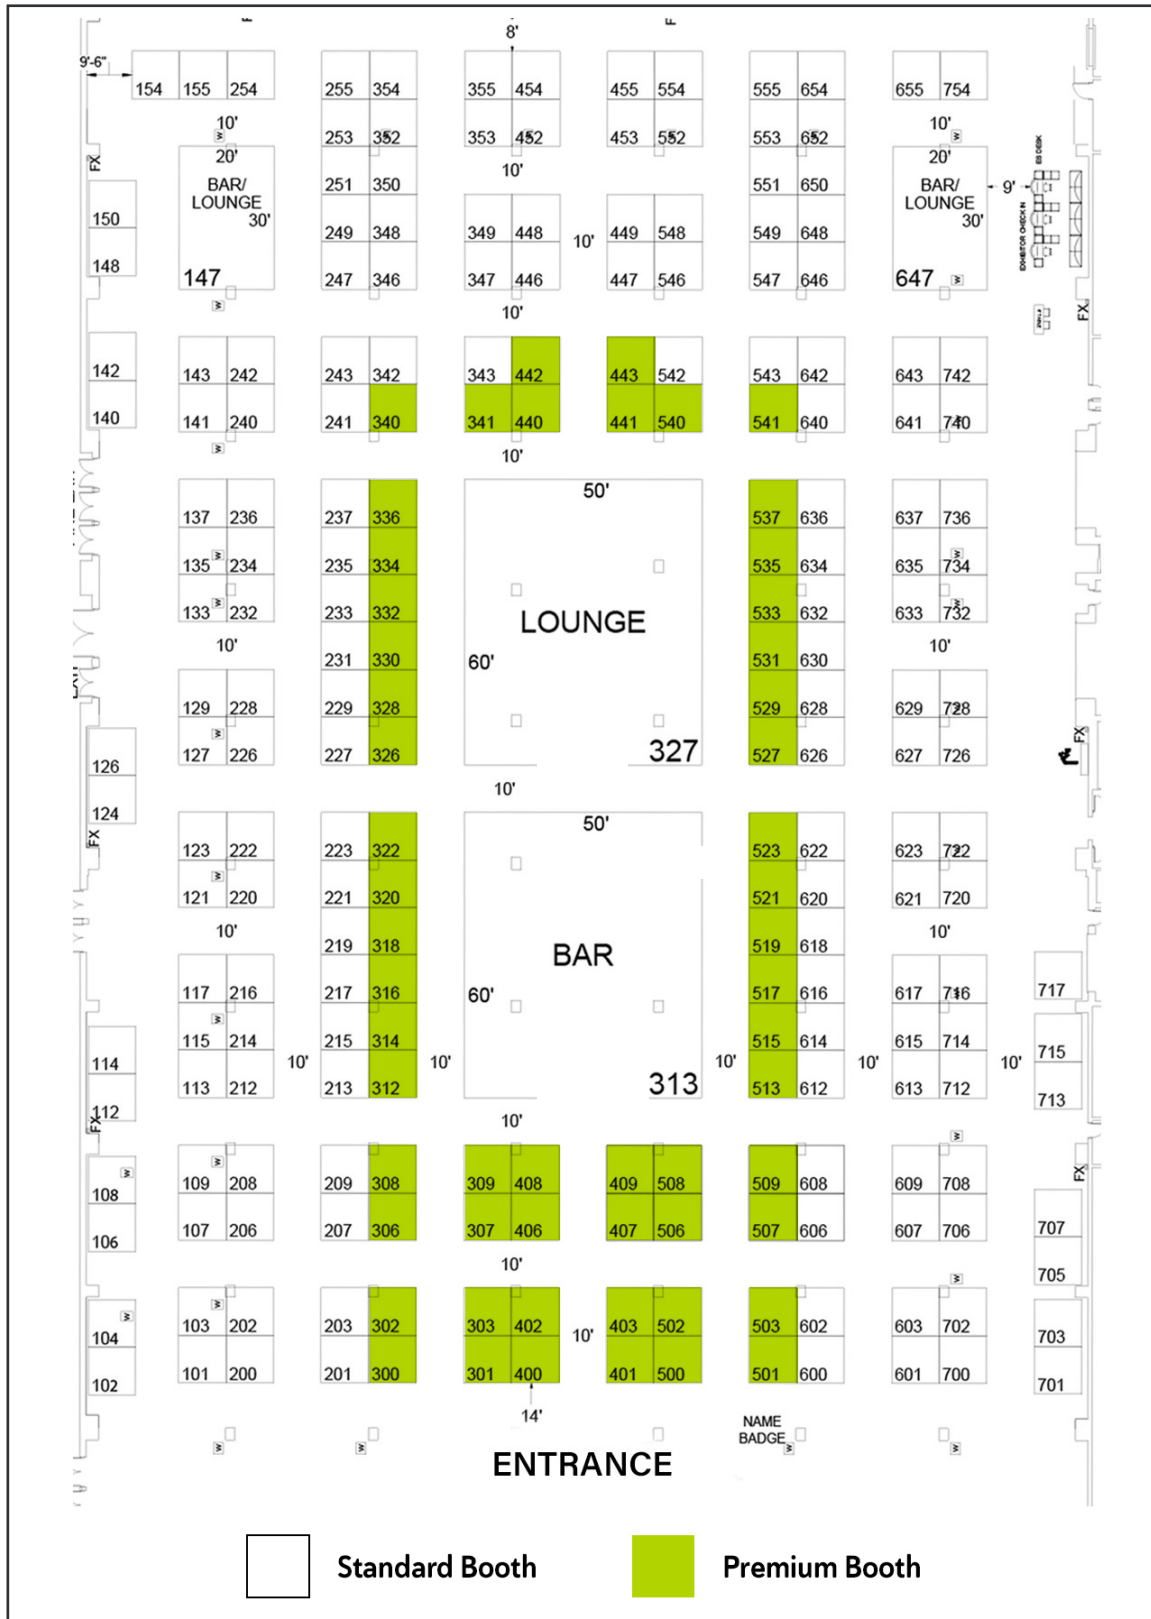 8'
9'-6"
154 155 254 255 354 355 454 455 554 555 654 655 754
10' 10'
253 352 353 452 453 552 553 652
20' 10' 20'
FX
BAR/ BAR/
LOUNGE LOUNGE
30' 30'
251 350 551 650
9'
ES DESK
EXHIBITOR CHECK IN
150 249 348 349 448 10' 449 548 549 648
148 147 247 346 347 446 447 546 547 646 647
W W
10'
FX
142 143 242 243 342 343 442 443 542 543 642 643 742
140 141 240 241 340 341 440 441 540 541 640 641 740
W
10'
50'
137 236 237 336 537 636 637 736
135 234 235 334 535 634 635 734
133 232 233 332 533 632 633 732
LOUNGE
10' 10'
231 330 60' 531 630
EXIT
129 228 229 328 529 628 629 728
127 226 227 326 327 527 626 627 726
FX
126
10'
124
50'
FX
123 222 223 322 523 622 623 722
121 220 221 320 521 620 621 720
10' 10'
219 318 BAR 519 618
117 216 217 316 60' 517 616 617 716 717
115 214 215 314 515 614 615 714 715
114 10' 10' 10' 10' 10'
113 212 213 312 313 513 612 613 712 713
112
FX
10'
W W
108 109 208 209 308 309 408 409 508 509 608 609 708
FX
106 107 206 207 306 307 406 407 506 507 606 607 706 707
10'
705
W W
104 103 202 203 302 303 402 10' 403 502 503 602 603 702 703
102 101 200 201 300 301 400 401 500 501 600 601 700 701
14'
NAME
BADGE
W W W W
ENTRANCE
Standard Booth Premium Booth